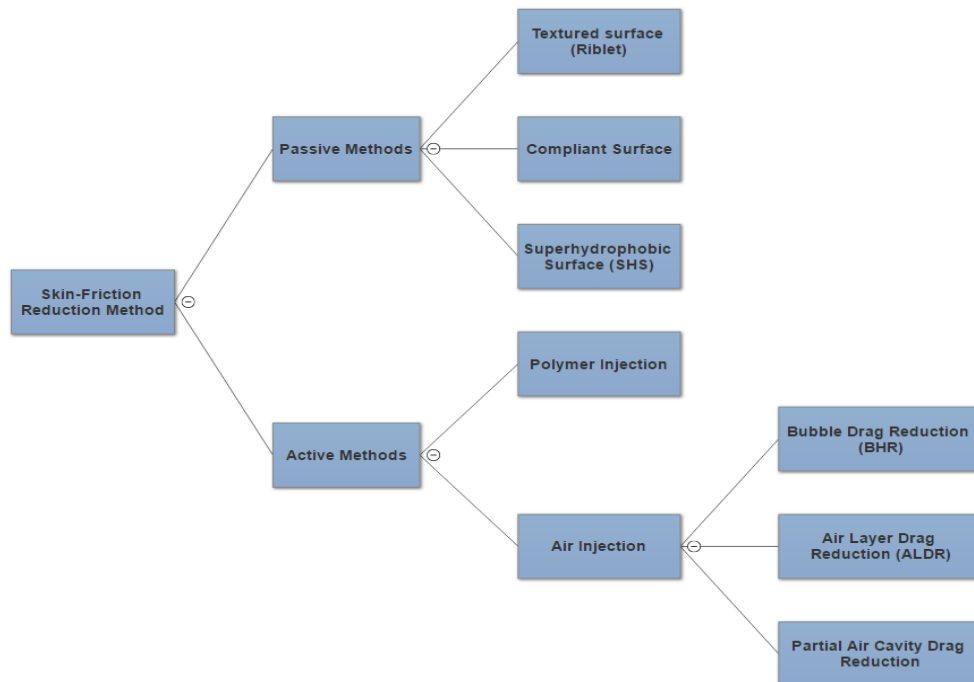 Textured surface
(Riblet)
Passive Methods
Compliant Surface
Superhydrophobic
Surface (SHS)
Skin-Friction
Reduction Method
Polymer Injection
Active Methods
Bubble Drag Reduction
(BHR)
Air Injection
Air Layer Drag
Reduction (ALDR)
Partial Air Cavity Drag
Reduction